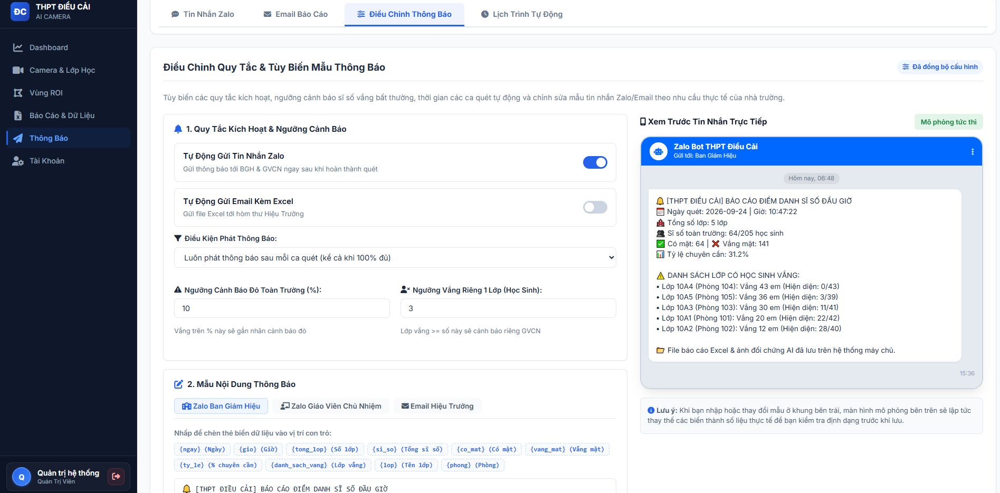 ĐC
THPT ĐIỂU CẢI
AI CAMERA
Dashboard
Camera & Lớp Học
Vùng ROI
Báo Cáo & Dữ Liệu
Thông Báo
Tài Khoản
Q
Quản trị hệ thống
Quản Trị Viên
Tin Nhắn Zalo
Email Báo Cáo
Điều Chỉnh Thông Báo
Lịch Trình Tự Động
Điều Chỉnh Quy Tắc & Tùy Biến Mẫu Thông Báo
Đã đồng bộ cấu hình
Tùy biến các quy tắc kích hoạt, ngưỡng cảnh báo sĩ số vắng bất thường, thời gian các ca quét tự động và chỉnh sửa mẫu tin nhắn Zalo/Email theo nhu cầu thực tế của nhà trường.
1. Quy Tắc Kích Hoạt & Ngưỡng Cảnh Báo
Tự Động Gửi Tin Nhắn Zalo
Gửi thông báo tới BGH & GVCN ngay sau khi hoàn thành quét
Tự Động Gửi Email Kèm Excel
Gửi file Excel tới hòm thư Hiệu Trưởng
Điều Kiện Phát Thông Báo:
Luôn phát thông báo sau mỗi ca quét (kể cả khi 100% đủ)
Ngưỡng Cảnh Báo Đỏ Toàn Trường (%):
10
Vắng trên % này sẽ gắn nhãn cảnh báo đỏ
Ngưỡng Vắng Riêng 1 Lớp (Học Sinh):
3
Lớp vắng >= số này sẽ cảnh báo riêng GVCN
2. Mẫu Nội Dung Thông Báo
Zalo Ban Giám Hiệu
Zalo Giáo Viên Chủ Nhiệm
Email Hiệu Trưởng
Nhấp để chèn thẻ biến dữ liệu vào vị trí con trỏ:
{ngay} (Ngày) {gio} (Giờ) {tong_lop} (Số lớp) {si_so} (Tổng sĩ số) {co_mat} (Có mặt) {vang_mat} (Vắng mặt)
{ty_le} (% chuyên cần) {danh_sach_vang} (Lớp vắng) {lop} (Tên lớp) {phong} (Phòng)
🔔 [THPT ĐIỂU CẢI] BÁO CÁO ĐIỂM DANH SĨ SỐ ĐẦU GIỜ
Xem Trước Tin Nhắn Trực Tiếp
Mô phỏng tức thì
Zalo Bot THPT Điểu Cải
Gửi tới: Ban Giám Hiệu
Hôm nay, 06:48
🔔 [THPT ĐIỂU CẢI] BÁO CÁO ĐIỂM DANH SĨ SỐ ĐẦU GIỜ
📅 Ngày quét: 2026-09-24 | Giờ: 10:47:22
🏫 Tổng số lớp: 5 lớp
👥 Sĩ số toàn trường: 64/205 học sinh
✅ Có mặt: 64 | ❌ Vắng mặt: 141
📊 Tỷ lệ chuyên cần: 31.2%
⚠️ DANH SÁCH LỚP CÓ HỌC SINH VẮNG:
• Lớp 10A4 (Phòng 104): Vắng 43 em (Hiện diện: 0/43)
• Lớp 10A5 (Phòng 105): Vắng 36 em (Hiện diện: 3/39)
• Lớp 10A3 (Phòng 103): Vắng 30 em (Hiện diện: 11/41)
• Lớp 10A1 (Phòng 101): Vắng 20 em (Hiện diện: 22/42)
• Lớp 10A2 (Phòng 102): Vắng 12 em (Hiện diện: 28/40)
📂 File báo cáo Excel & ảnh đối chứng AI đã lưu trên hệ thống máy chủ.
15:36
Lưu ý: Khi bạn nhập hoặc thay đổi mẫu ở khung bên trái, màn hình mô phỏng bên trên sẽ lập tức
thay thế các biến thành số liệu thực tế để bạn kiểm tra định dạng trước khi lưu.